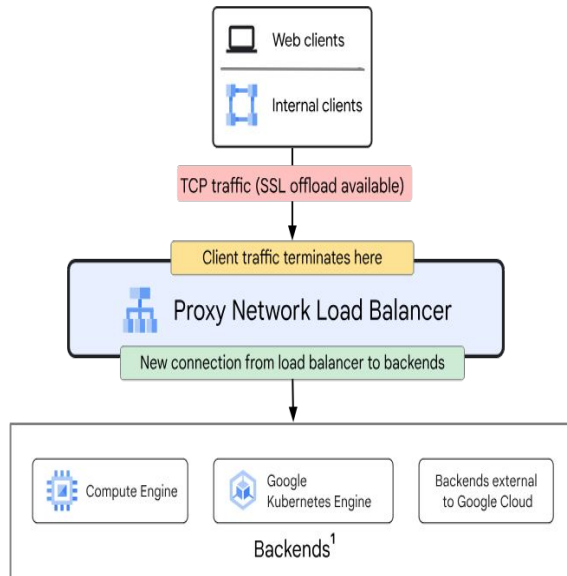 Web clients
Internal clients
TCP traffic (SSL offload available)
Client traffic terminates here
Proxy Network Load Balancer
New connection from load balancer to backends
Compute Engine
Google
Kubernetes Engine
Backends external
to Google Cloud
Backends¹